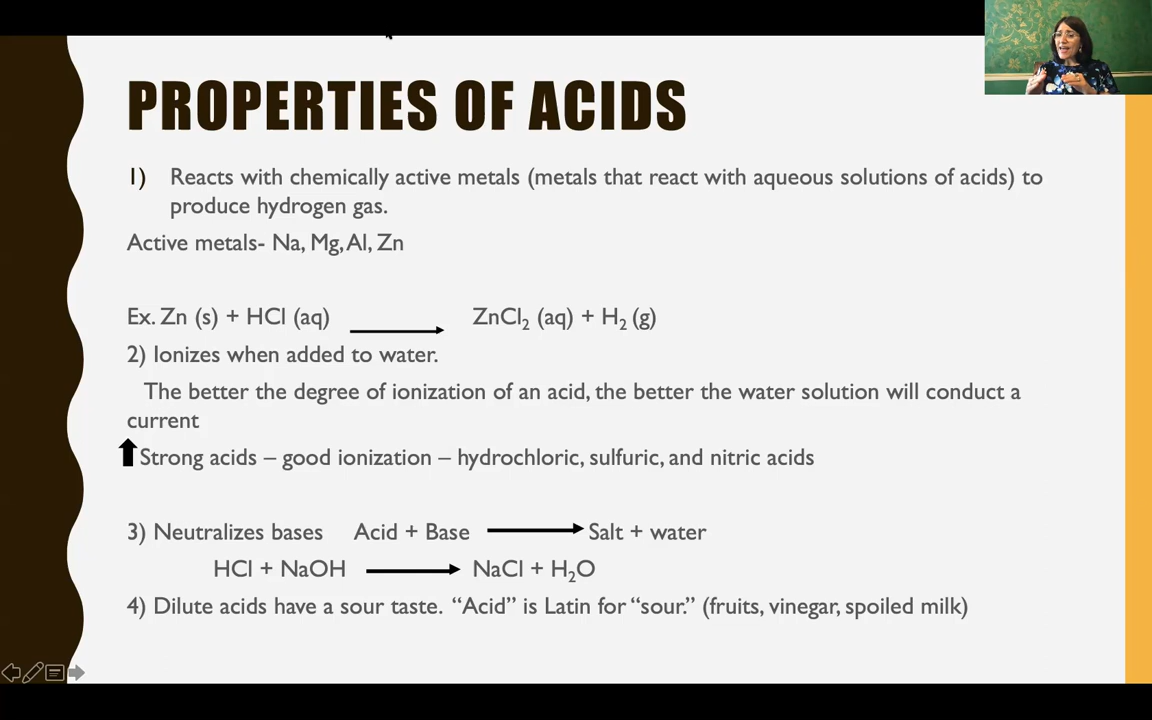 PROPERTIES OF ACIDS
1) Reacts with chemically active metals (metals that react with aqueous solutions of acids) to
produce hydrogen gas.
Active metals- Na, Mg, Al, Zn
Ex. Zn (s) + HCl (aq) ⟶ ZnCl₂ (aq) + H₂ (g)
2) Ionizes when added to water.
The better the degree of ionization of an acid, the better the water solution will conduct a
current
Strong acids – good ionization – hydrochloric, sulfuric, and nitric acids
3) Neutralizes bases Acid + Base ⟶ Salt + water
HCl + NaOH ⟶ NaCl + H₂O
4) Dilute acids have a sour taste. “Acid” is Latin for “sour.” (fruits, vinegar, spoiled milk)